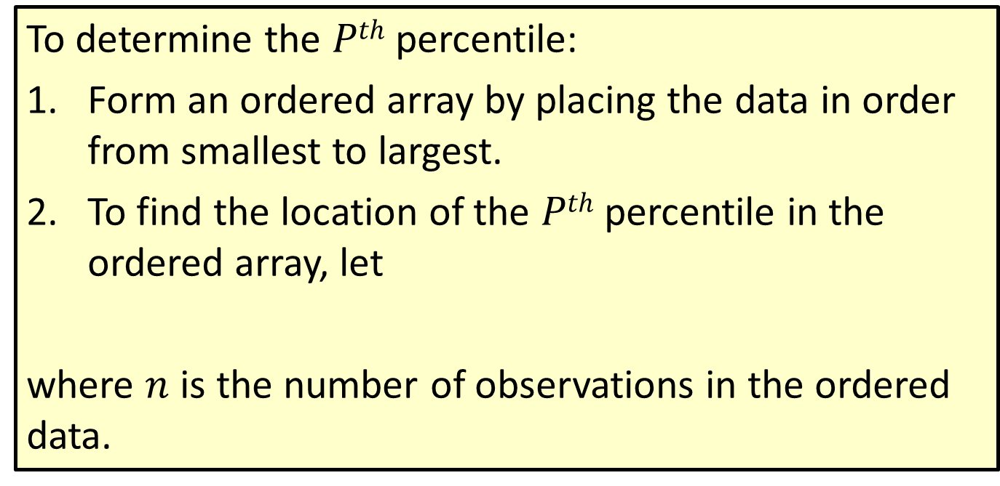 To determine the P^th percentile:
1. Form an ordered array by placing the data in order
from smallest to largest.
2. To find the location of the P^th percentile in the
ordered array, let
where n is the number of observations in the ordered
data.